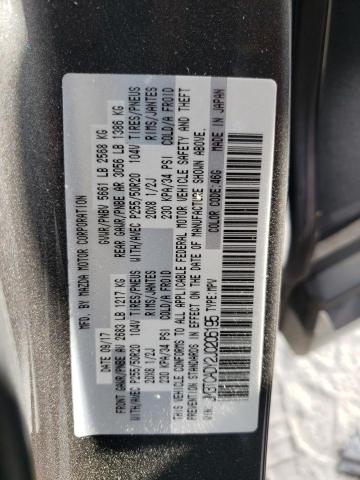 MFD. BY MAZDA MOTOR CORPORATION
DATE: 09/17 GVWR/PNBV 5661 LB 2568 KG
FRONT GAWR/PNBE AV 2683 LB 1217 KG REAR GAWR/PNBE AR 3056 LB 1386 KG
WITH/AVEC P255/50R20 104V TIRES/PNEUS WITH/AVEC P255/50R20 104V TIRES/PNEUS
20X8 1/2J RIMS/JANTES 20X8 1/2J RIMS/JANTES
230 KPA/34 PSI COLD/A FROID 230 KPA/34 PSI COLD/A FROID
THIS VEHICLE CONFORMS TO ALL APPLICABLE FEDERAL MOTOR VEHICLE SAFETY AND THEFT
PREVENTION STANDARDS IN EFFECT ON THE DATE OF MANUFACTURE SHOWN ABOVE.
VIN: JM3TCADY2J0206195 TYPE:MPV COLOR: 46G MADE IN JAPAN